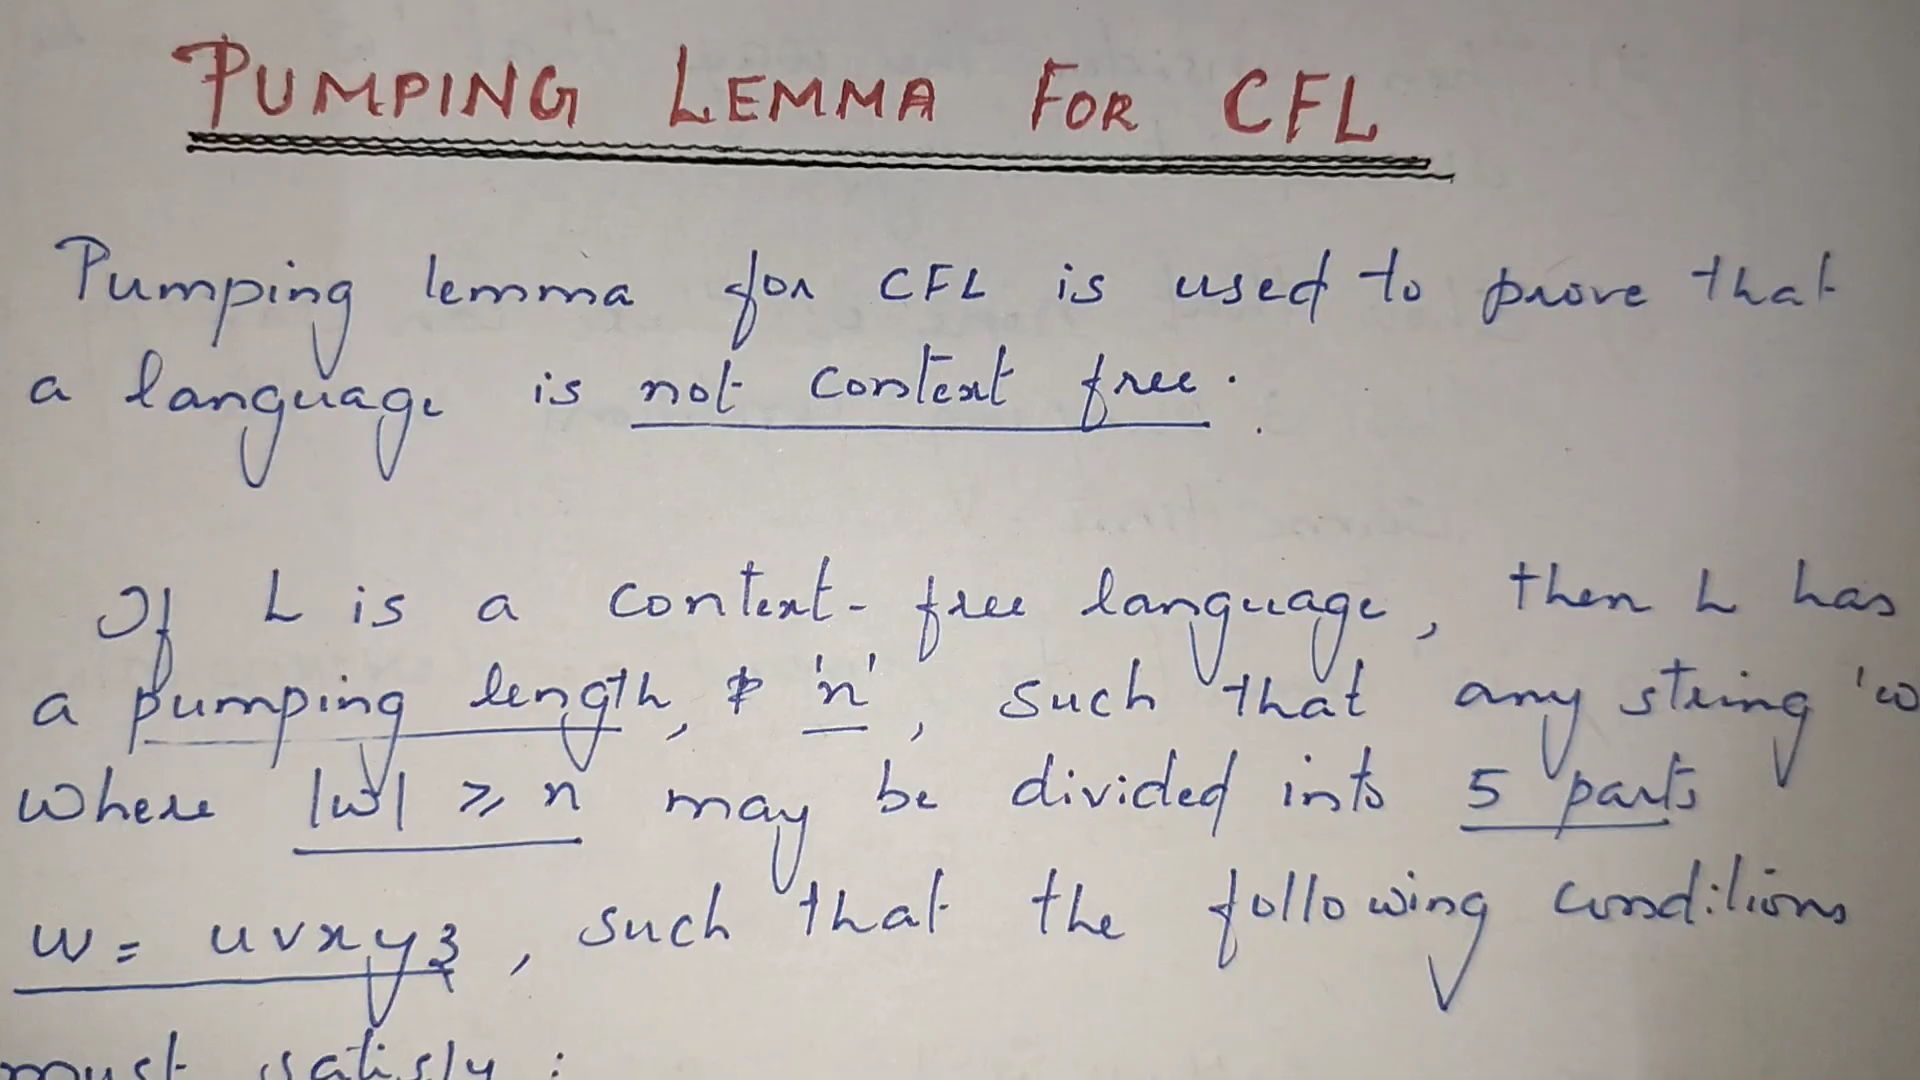 PUMPING LEMMA FOR CFL
Pumping lemma for CFL is used to prove that
a language is not context free.
If L is a context-free language, then L has
a pumping length, 'n', such that any string 'w
where |w| ⩾ n may be divided into 5 parts
w = uvxyz, such that the following conditions
must satisfy :